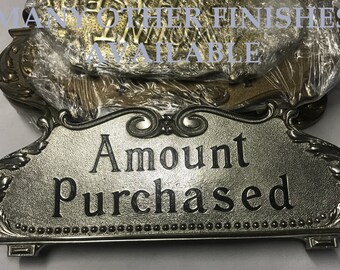 MANY OTHER FINISHES
AVAILABLE
Amount
Purchased